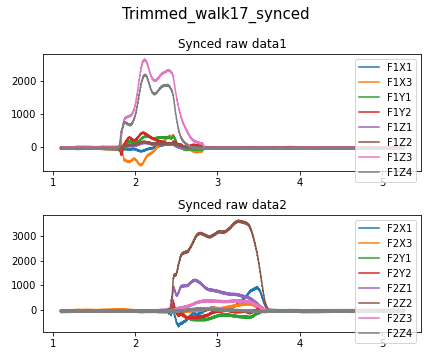 Trimmed_walk17_synced
Synced raw data1
2000
1000
0
1
2
3
4
5
F1X1
F1X3
F1Y1
F1Y2
F1Z1
F1Z2
F1Z3
F1Z4
Synced raw data2
3000
2000
1000
0
1
2
3
4
5
F2X1
F2X3
F2Y1
F2Y2
F2Z1
F2Z2
F2Z3
F2Z4